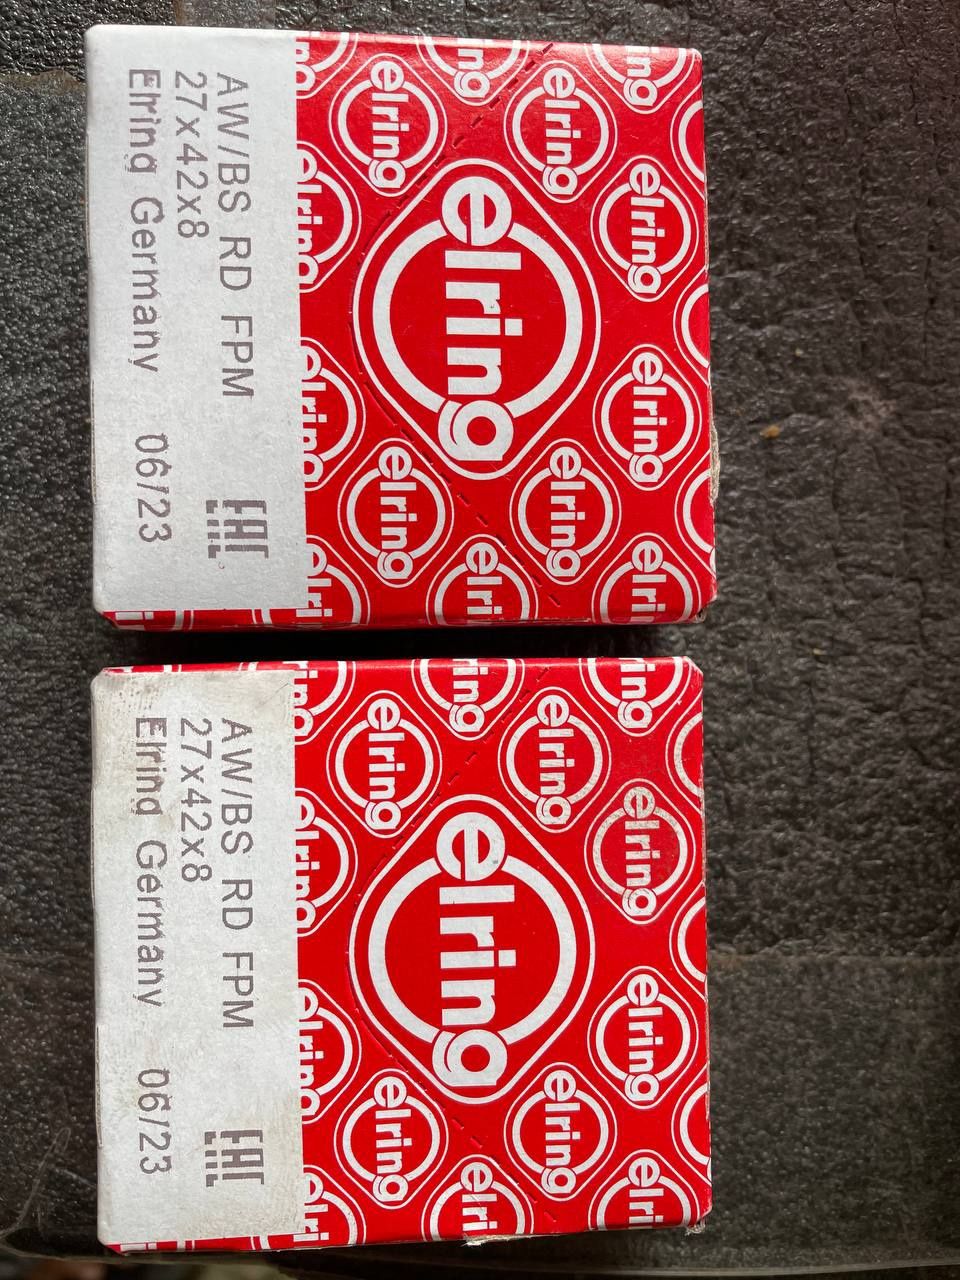 AW/BS RD FPM
27x42x8
Elring Germany 06/23
EAC
elring
AW/BS RD FPM
27x42x8
Elring Germany 06/23
EAC
elring